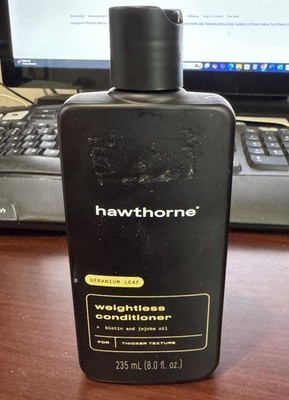 hawthorne*
GERANIUM LEAF
weightless
conditioner
+ biotin and jojoba oil
FOR THICKER TEXTURE
235 mL (8.0 fl. oz.)